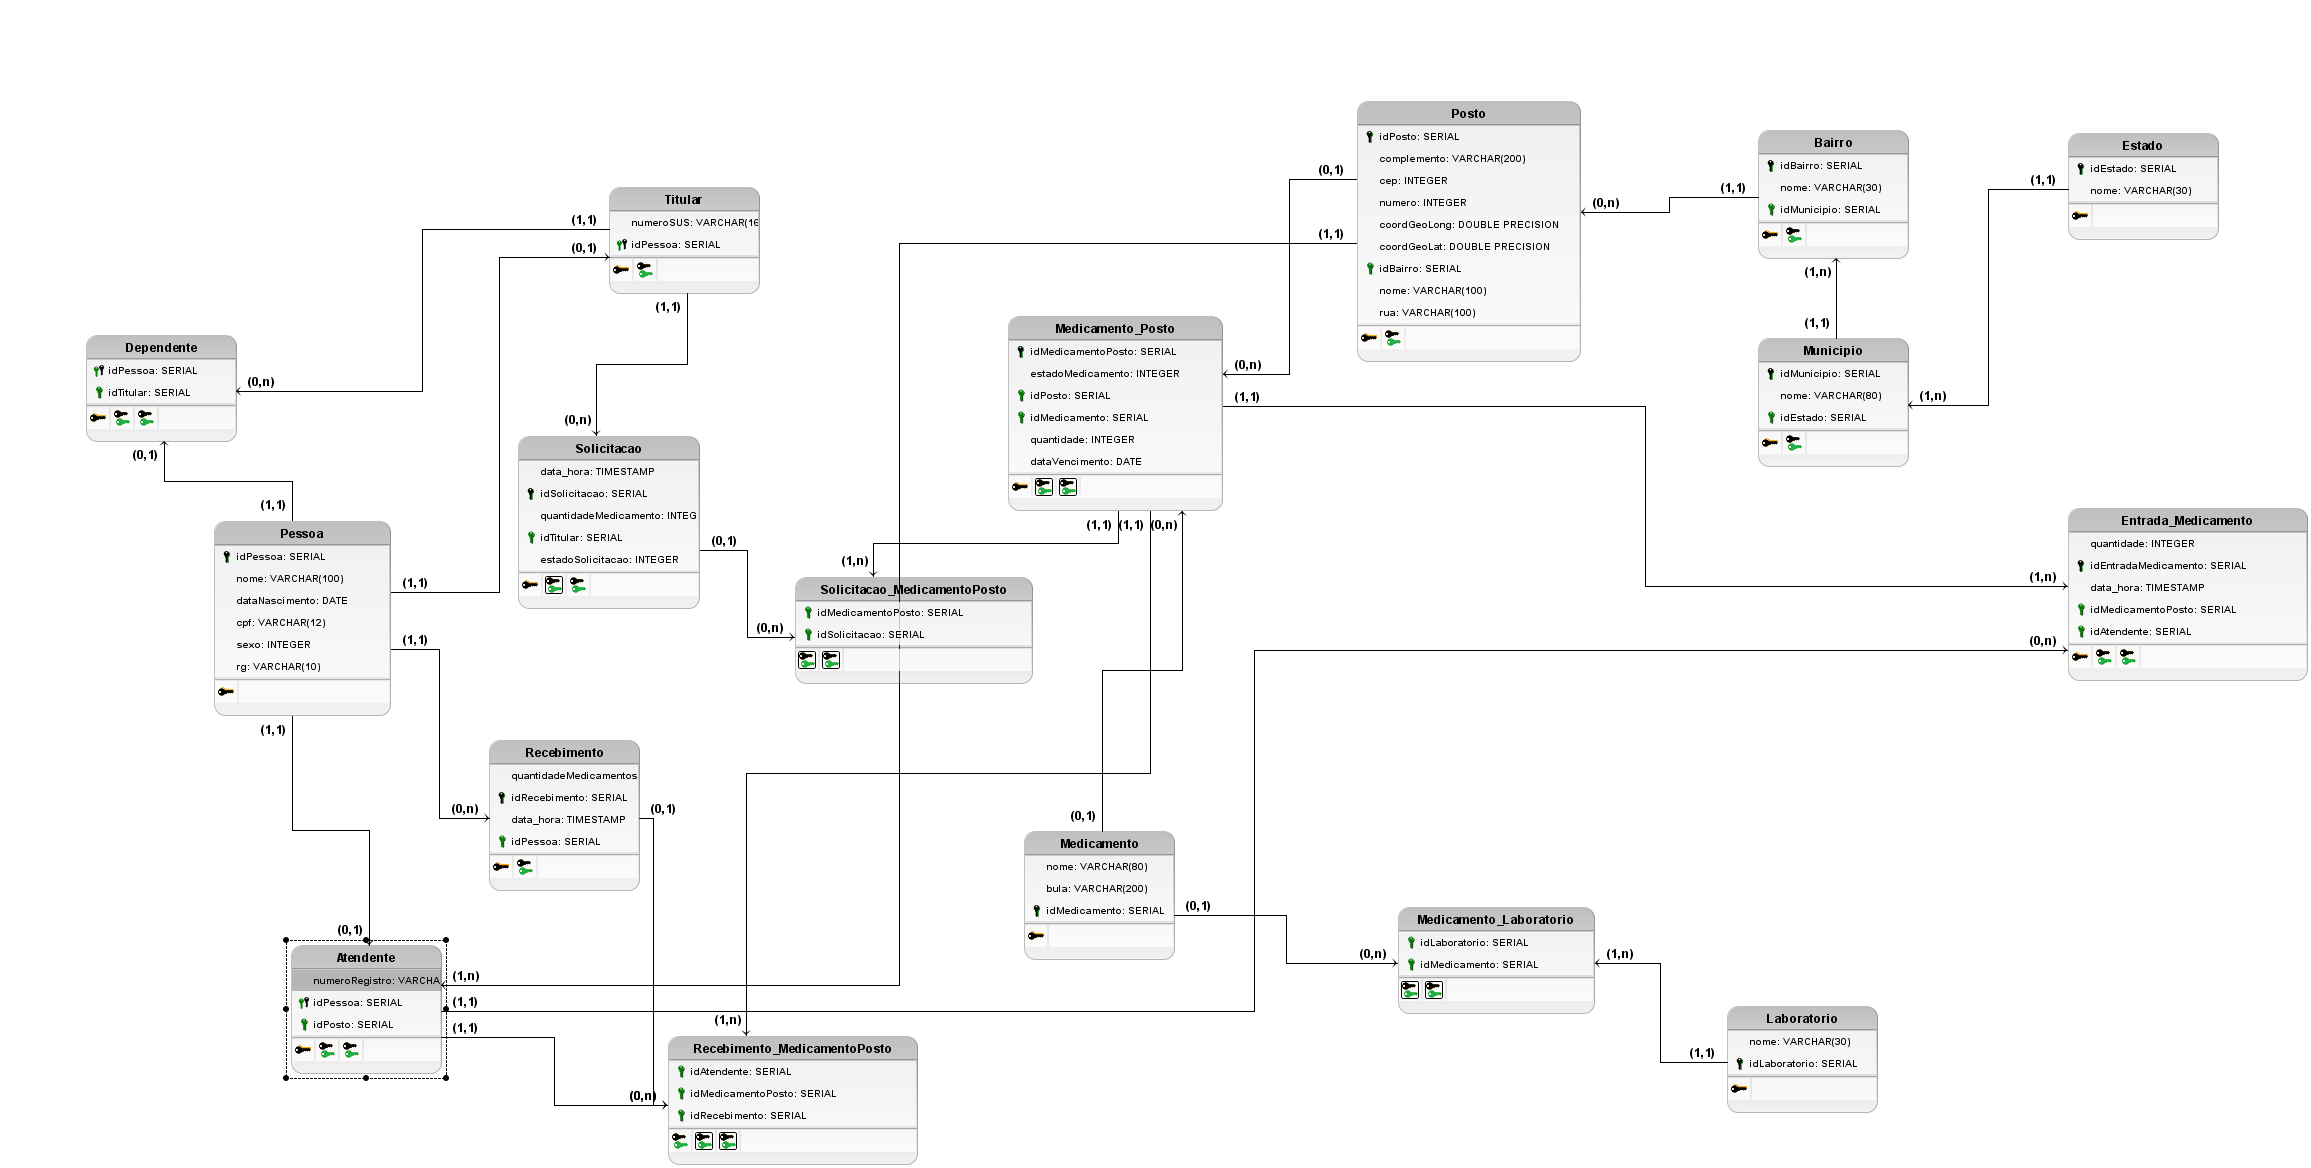 Posto
idPosto: SERIAL
complemento: VARCHAR(200)
cep: INTEGER
numero: INTEGER
coordGeoLong: DOUBLE PRECISION
coordGeoLat: DOUBLE PRECISION
idBairro: SERIAL
nome: VARCHAR(100)
rua: VARCHAR(100)
(0,1)
(1,1)
(0,n)
Bairro
idBairro: SERIAL
nome: VARCHAR(30)
idMunicipio: SERIAL
(1,1)
(1,n)
Estado
idEstado: SERIAL
nome: VARCHAR(30)
(1,1)
Titular
numeroSUS: VARCHAR(16
idPessoa: SERIAL
(1,1)
(0,1)
(1,1)
Dependente
idPessoa: SERIAL
idTitular: SERIAL
(0,n)
(0,1)
Medicamento_Posto
idMedicamentoPosto: SERIAL
estadoMedicamento: INTEGER
idPosto: SERIAL
idMedicamento: SERIAL
quantidade: INTEGER
dataVencimento: DATE
(0,n)
(1,1)
(1,1)
(1,1)
(0,n)
Municipio
idMunicipio: SERIAL
nome: VARCHAR(80)
idEstado: SERIAL
(1,1)
(1,n)
Solicitacao
data_hora: TIMESTAMP
idSolicitacao: SERIAL
quantidadeMedicamento: INTEG
idTitular: SERIAL
estadoSolicitacao: INTEGER
(0,n)
(0,1)
Pessoa
idPessoa: SERIAL
nome: VARCHAR(100)
dataNascimento: DATE
cpf: VARCHAR(12)
sexo: INTEGER
rg: VARCHAR(10)
(1,1)
(1,1)
(1,1)
(1,1)
Entrada_Medicamento
quantidade: INTEGER
idEntradaMedicamento: SERIAL
data_hora: TIMESTAMP
idMedicamentoPosto: SERIAL
idAtendente: SERIAL
(1,n)
(0,n)
Solicitacao_MedicamentoPosto
idMedicamentoPosto: SERIAL
idSolicitacao: SERIAL
(1,n)
(0,n)
Recebimento
quantidadeMedicamentos
idRecebimento: SERIAL
data_hora: TIMESTAMP
idPessoa: SERIAL
(0,n)
(0,1)
Medicamento
nome: VARCHAR(80)
bula: VARCHAR(200)
idMedicamento: SERIAL
(0,1)
(0,1)
Medicamento_Laboratorio
idLaboratorio: SERIAL
idMedicamento: SERIAL
(0,n)
(1,n)
Atendente
numeroRegistro: VARCHA
idPessoa: SERIAL
idPosto: SERIAL
(0,1)
(1,n)
(1,1)
(1,1)
Laboratorio
nome: VARCHAR(30)
idLaboratorio: SERIAL
(1,1)
Recebimento_MedicamentoPosto
idAtendente: SERIAL
idMedicamentoPosto: SERIAL
idRecebimento: SERIAL
(1,n)
(0,n)